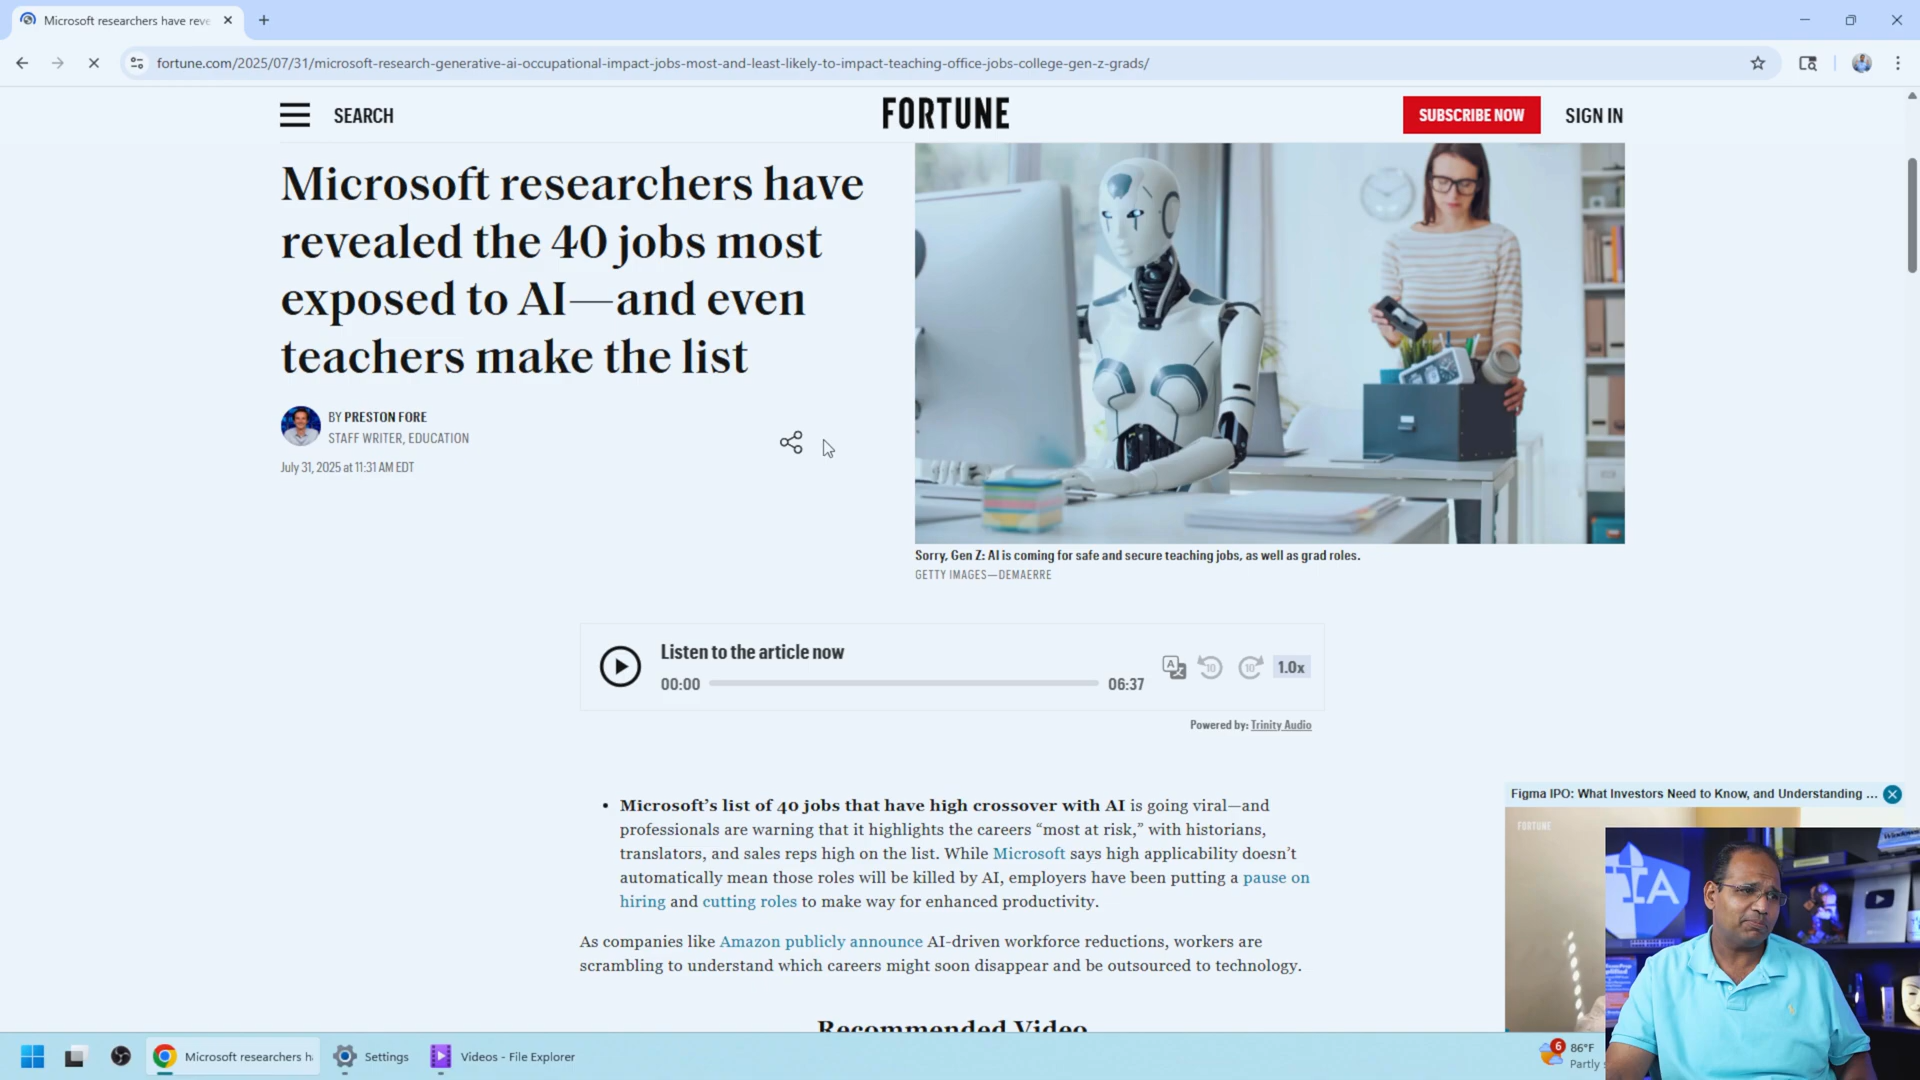 Microsoft researchers have reve
fortune.com/2025/07/31/microsoft-research-generative-ai-occupational-impact-jobs-most-and-least-likely-to-impact-teaching-office-jobs-college-gen-z-grads/
SEARCH
FORTUNE
SUBSCRIBE NOW
SIGN IN
Microsoft researchers have
revealed the 40 jobs most
exposed to AI—and even
teachers make the list
BY PRESTON FORE
STAFF WRITER, EDUCATION
July 31, 2025 at 11:31 AM EDT
Sorry, Gen Z: AI is coming for safe and secure teaching jobs, as well as grad roles.
GETTY IMAGES—DEMAERRE
Listen to the article now
00:00
06:37
10
10
1.0x
Powered by: Trinity Audio
• Microsoft’s list of 40 jobs that have high crossover with AI is going viral—and
professionals are warning that it highlights the careers “most at risk,” with historians,
translators, and sales reps high on the list. While Microsoft says high applicability doesn’t
automatically mean those roles will be killed by AI, employers have been putting a pause on
hiring and cutting roles to make way for enhanced productivity.
As companies like Amazon publicly announce AI-driven workforce reductions, workers are
scrambling to understand which careers might soon disappear and be outsourced to technology.
Recommended Video
Figma IPO: What Investors Need to Know, and Understanding ...
FORTUNE
IA
Microsoft researchers h
Settings
Videos - File Explorer
6
86°F
Partly